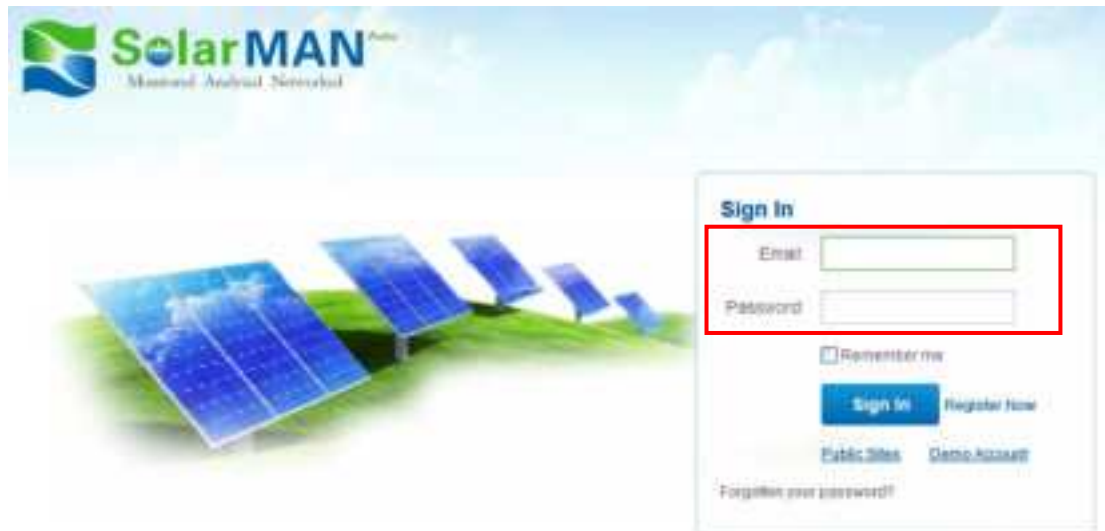 SolarMAN
Sign In
Email
Password
Remember me
Sign In Register Now
Public Sites Demo Account
Forgotten your password?